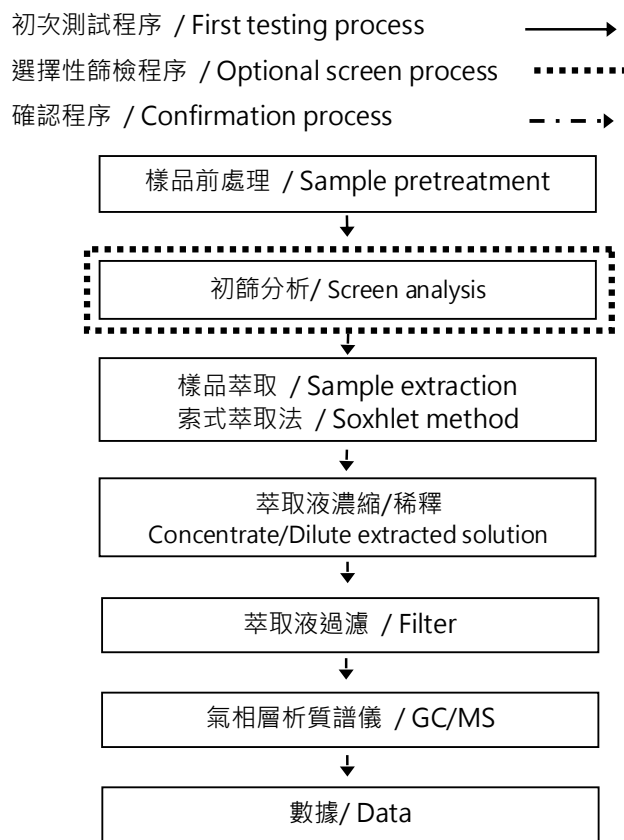 初次測試程序 / First testing process
選擇性篩檢程序 / Optional screen process
確認程序 / Confirmation process
樣品前處理 / Sample pretreatment
初篩分析/ Screen analysis
樣品萃取 / Sample extraction
索式萃取法 / Soxhlet method
萃取液濃縮/稀釋
Concentrate/Dilute extracted solution
萃取液過濾 / Filter
氣相層析質譜儀 / GC/MS
數據/ Data